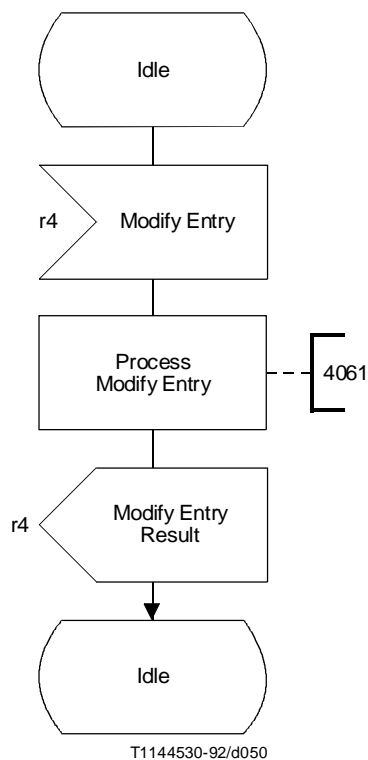 Idle
r4
Modify Entry
Process
Modify Entry
4061
r4
Modify Entry
Result
Idle
T1144530-92/d050